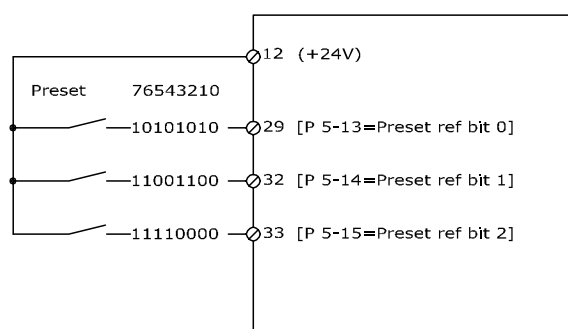 12 (+24V)
Preset 76543210
10101010 29 [P 5-13=Preset ref bit 0]
11001100 32 [P 5-14=Preset ref bit 1]
11110000 33 [P 5-15=Preset ref bit 2]